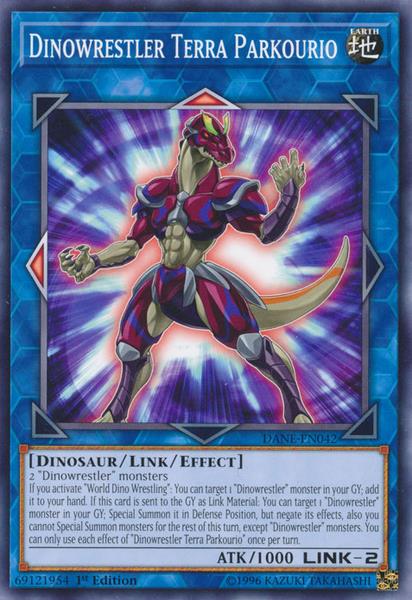 DINOWRESTLER TERRA PARKOURIO
EARTH
地
DANE-EN042
[DINOSAUR/LINK/EFFECT]
2 "Dinowrestler" monsters
If you activate "World Dino Wrestling": You can target 1 "Dinowrestler" monster in your GY; add
it to your hand. If this card is sent to the GY as Link Material: You can target 1 "Dinowrestler"
monster in your GY; Special Summon it in Defense Position, but negate its effects, also you
cannot Special Summon monsters for the rest of this turn, except "Dinowrestler" monsters. You
can only use each effect of "Dinowrestler Terra Parkourio" once per turn.
ATK/1000 LINK-2
69121954 1st Edition ©1996 KAZUKI TAKAHASHI